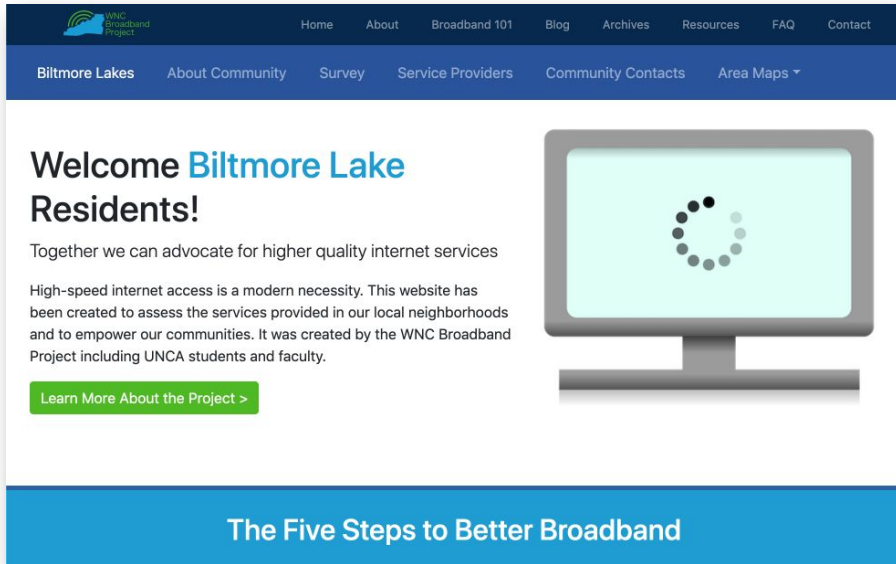 WNC
Broadband
Project
Home About Broadband 101 Blog Archives Resources FAQ Contact
Biltmore Lakes About Community Survey Service Providers Community Contacts Area Maps
Welcome Biltmore Lake
Residents!
Together we can advocate for higher quality internet services
High-speed internet access is a modern necessity. This website has
been created to assess the services provided in our local neighborhoods
and to empower our communities. It was created by the WNC Broadband
Project including UNCA students and faculty.
Learn More About the Project >
The Five Steps to Better Broadband